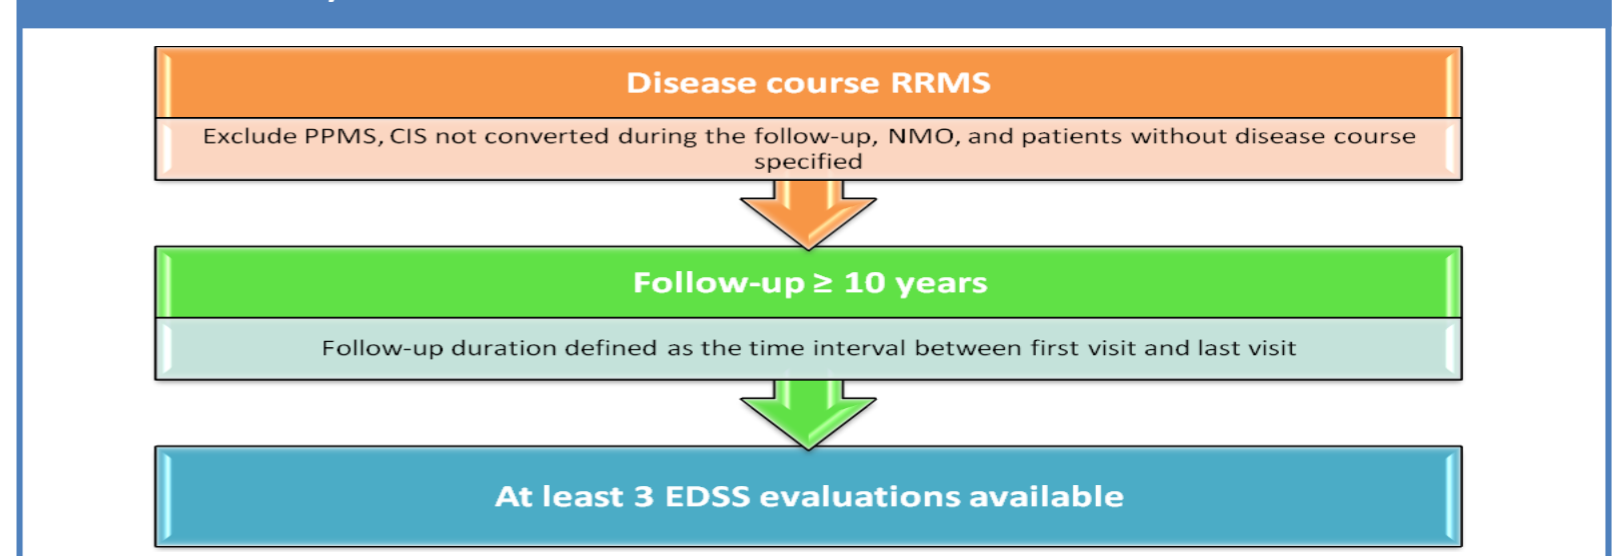 Disease course RRMS
Exclude PPMS, CIS not converted during the follow-up, NMO, and patients without disease course
specified
Follow-up ≥ 10 years
Follow-up duration defined as the time interval between first visit and last visit
At least 3 EDSS evaluations available